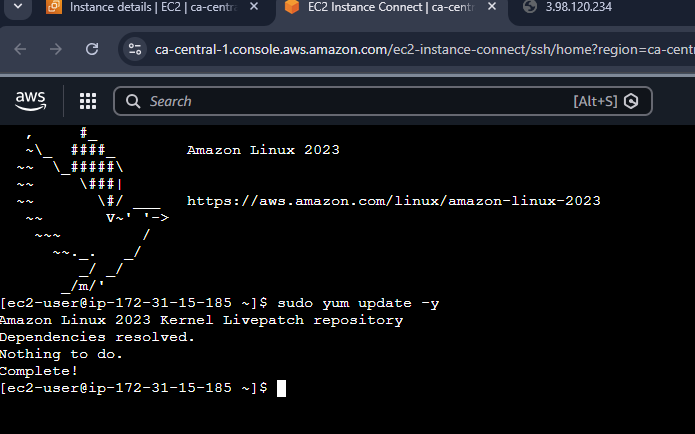 Instance details | EC2 | ca-centra
EC2 Instance Connect | ca-centr
3.98.120.234
ca-central-1.console.aws.amazon.com/ec2-instance-connect/ssh/home?region=ca-cent
aws
Search
[Alt+S]
   ,     #_
   ~\_  ####_        Amazon Linux 2023
  ~~  \_#####\
  ~~     \###|
  ~~       \#/ ___   https://aws.amazon.com/linux/amazon-linux-2023
   ~~       V~' '->
    ~~~         /
      ~~._.   _/
         _/ _/
       _/m/'
[ec2-user@ip-172-31-15-185 ~]$ sudo yum update -y
Amazon Linux 2023 Kernel Livepatch repository
Dependencies resolved.
Nothing to do.
Complete!
[ec2-user@ip-172-31-15-185 ~]$